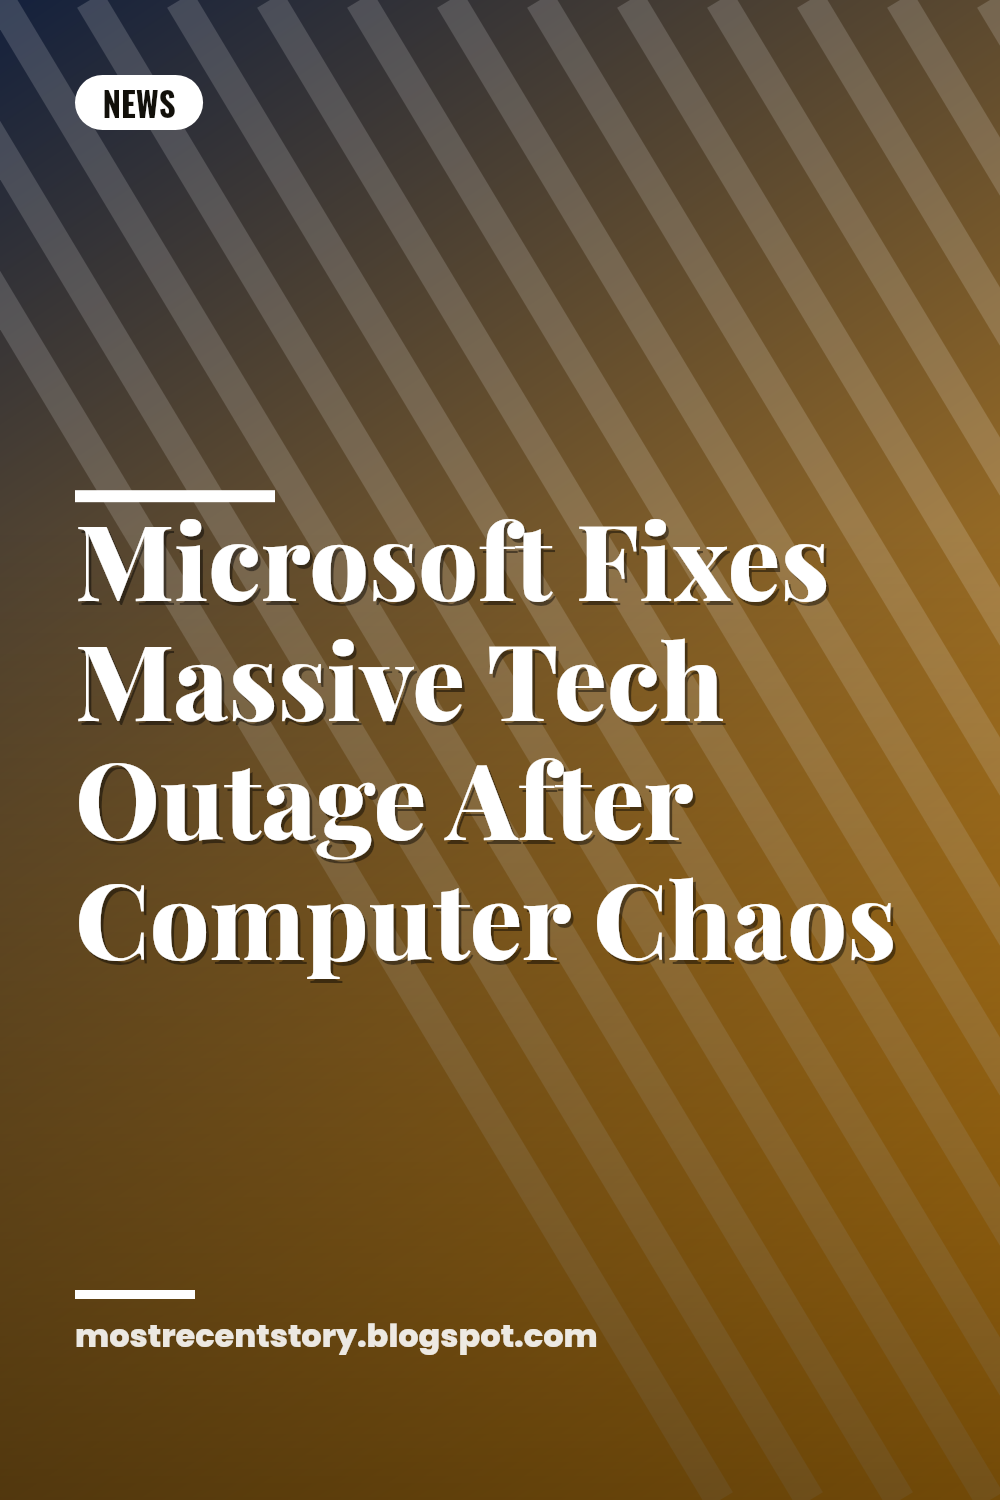 NEWS
Microsoft Fixes
Massive Tech
Outage After
Computer Chaos
mostrecentstory.blogspot.com